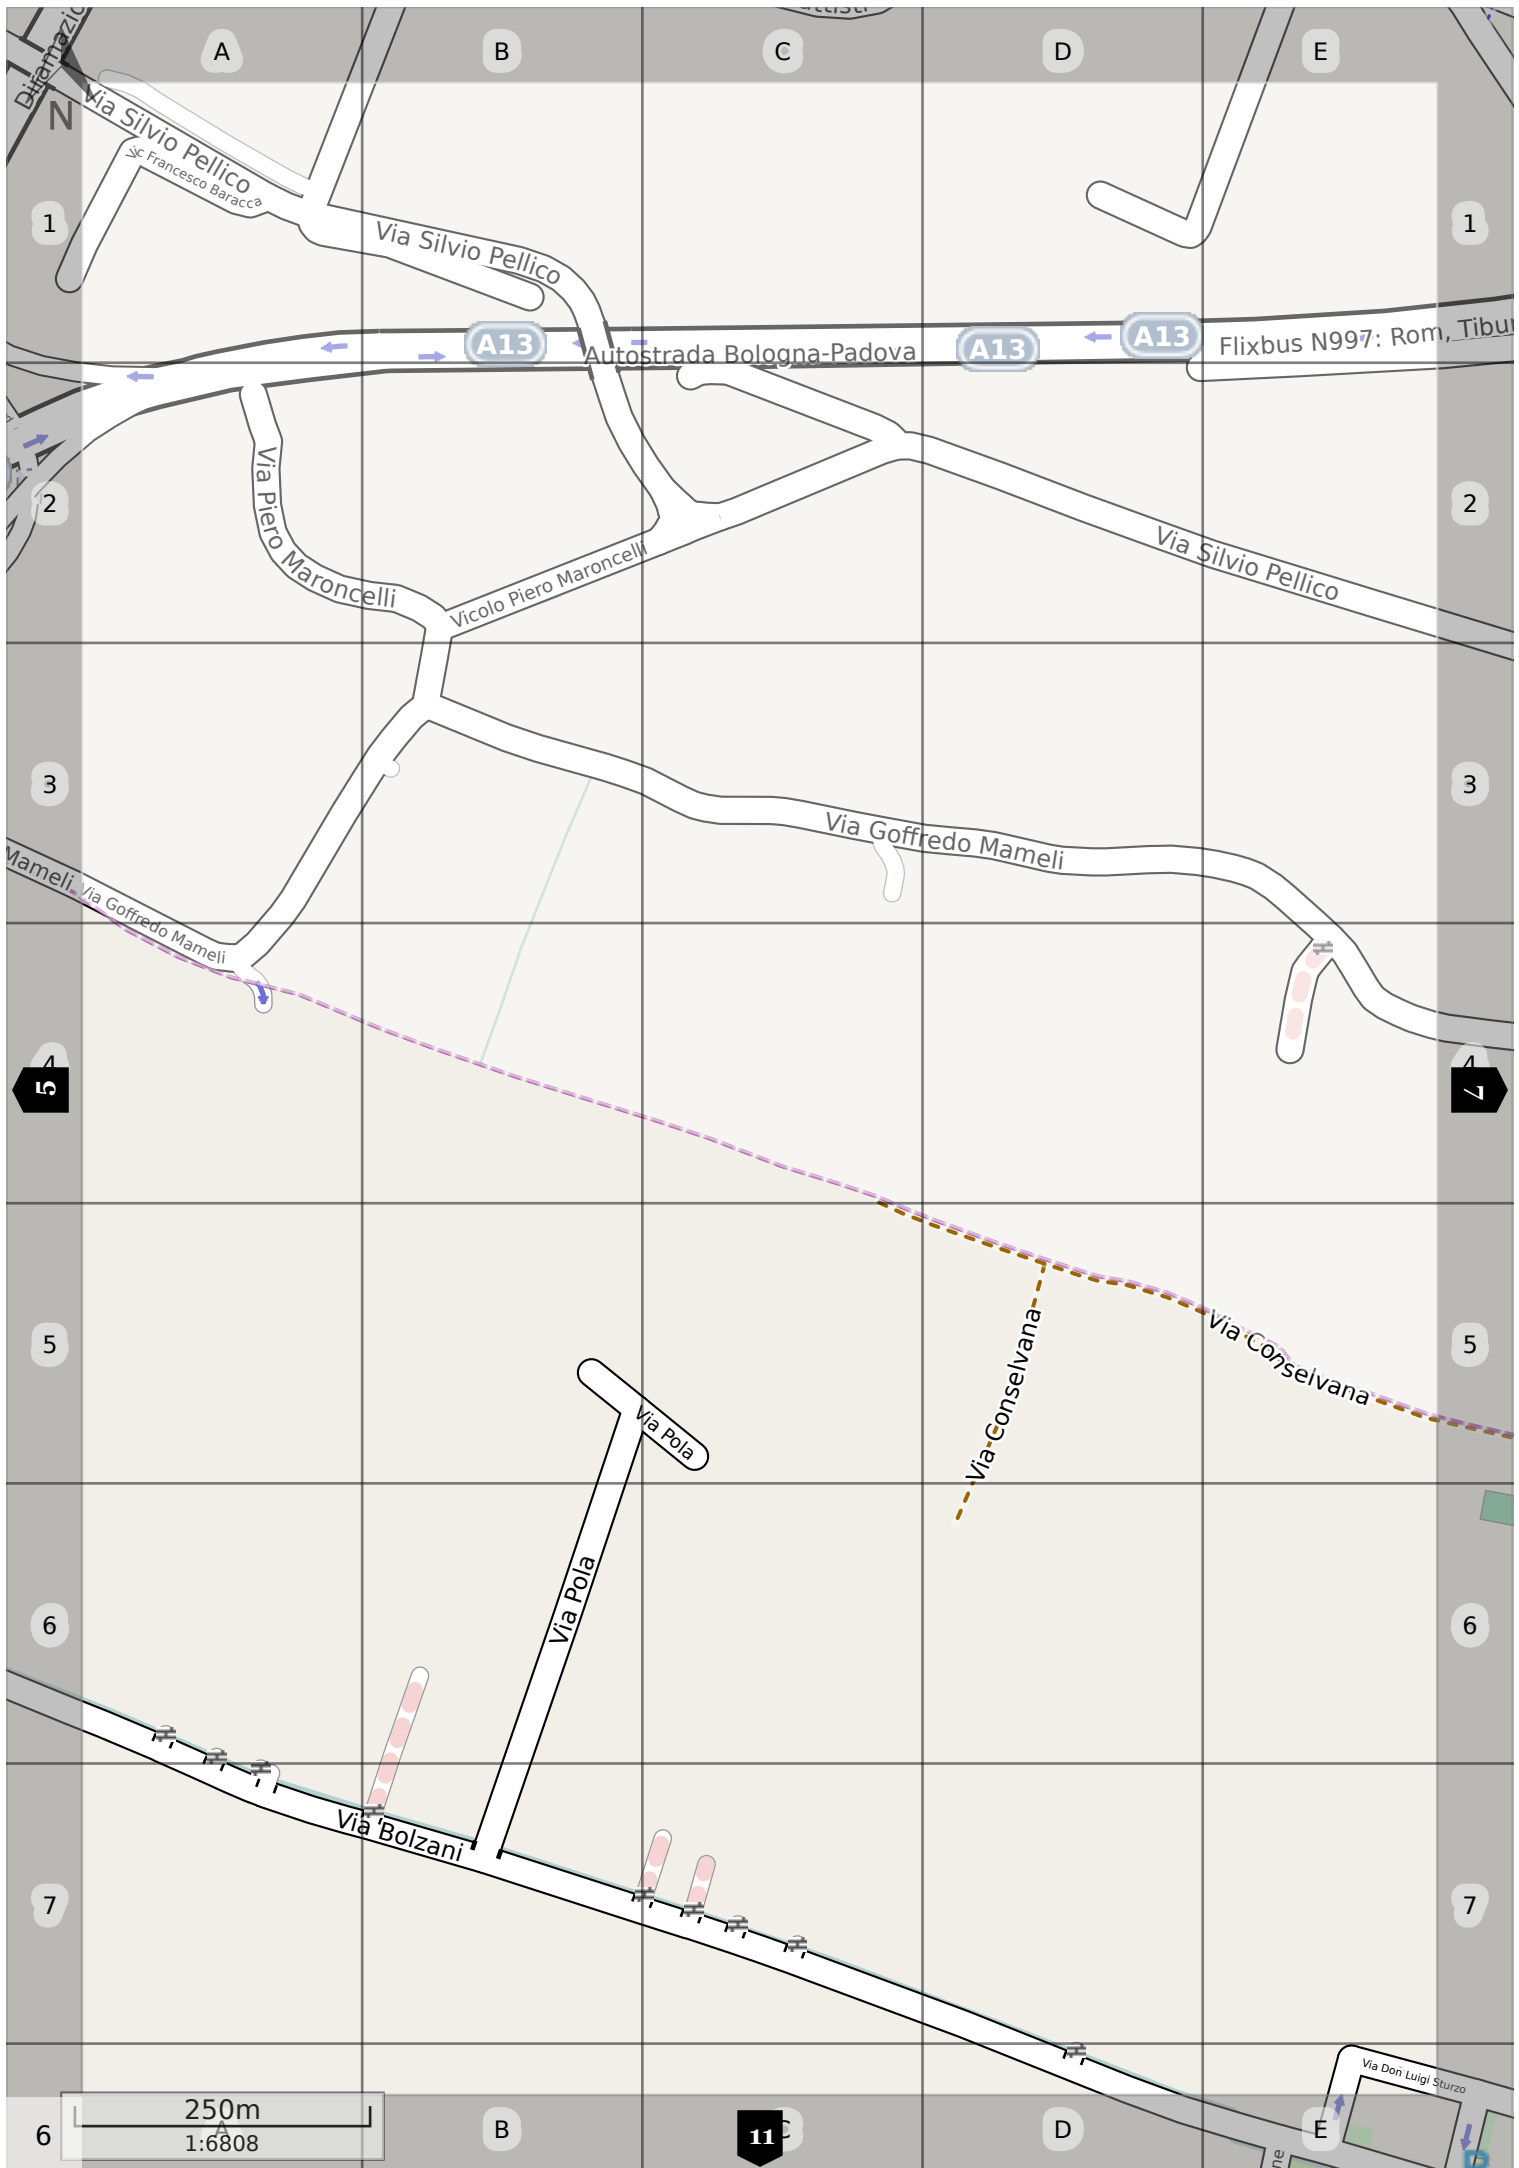 A
B
C
D
E
N
Via Silvio Pellico
Vic Francesco Baracca
1
1
Via Silvio Pellico
A13
A13
A13
Autostrada Bologna-Padova
Flixbus N997: Rom, Tibur
2
2
Via Piero Maroncelli
Vicolo Piero Maroncelli
Via Silvio Pellico
3
3
Via Goffredo Mameli
Mameli
Via Goffredo Mameli
4
4
5
7
5
5
Via Conselvana
Via Conselvana
Via Pola
6
6
Via Pola
Via Bolzani
7
7
Via Don Luigi Sturzo
250m
1:6808
6
A
B
11
C
D
E